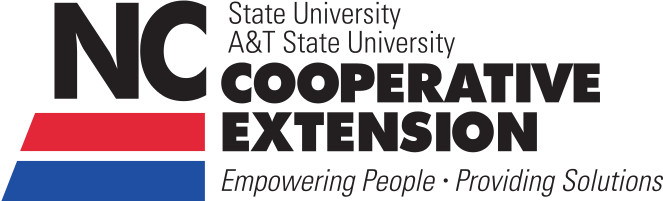 NC
State University
A&T State University
COOPERATIVE
EXTENSION
Empowering People • Providing Solutions